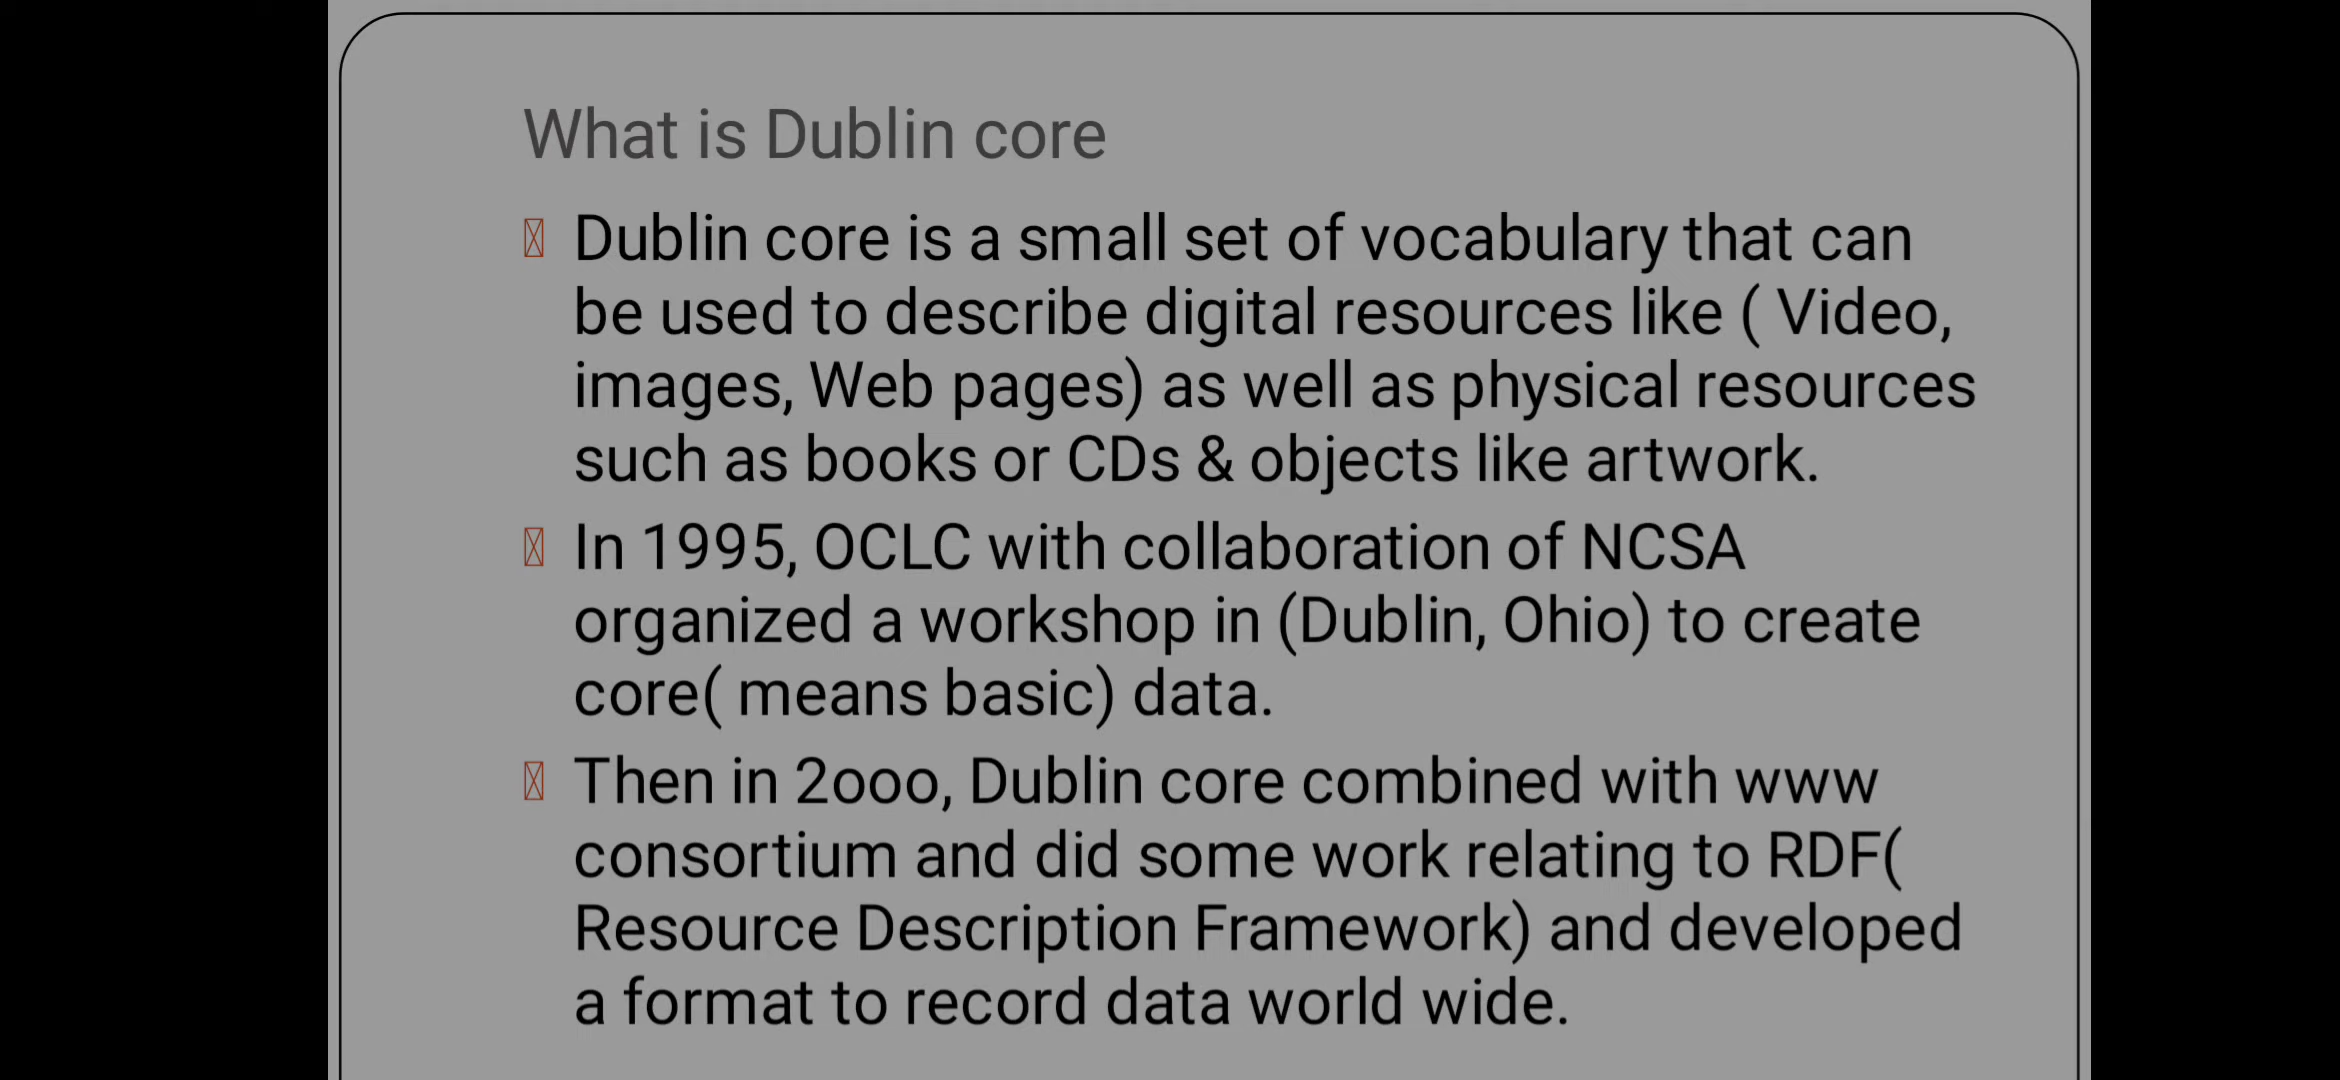 What is Dublin core
Dublin core is a small set of vocabulary that can
be used to describe digital resources like ( Video,
images, Web pages) as well as physical resources
such as books or CDs & objects like artwork.
In 1995, OCLC with collaboration of NCSA
organized a workshop in (Dublin, Ohio) to create
core( means basic) data.
Then in 2ooo, Dublin core combined with www
consortium and did some work relating to RDF(
Resource Description Framework) and developed
a format to record data world wide.